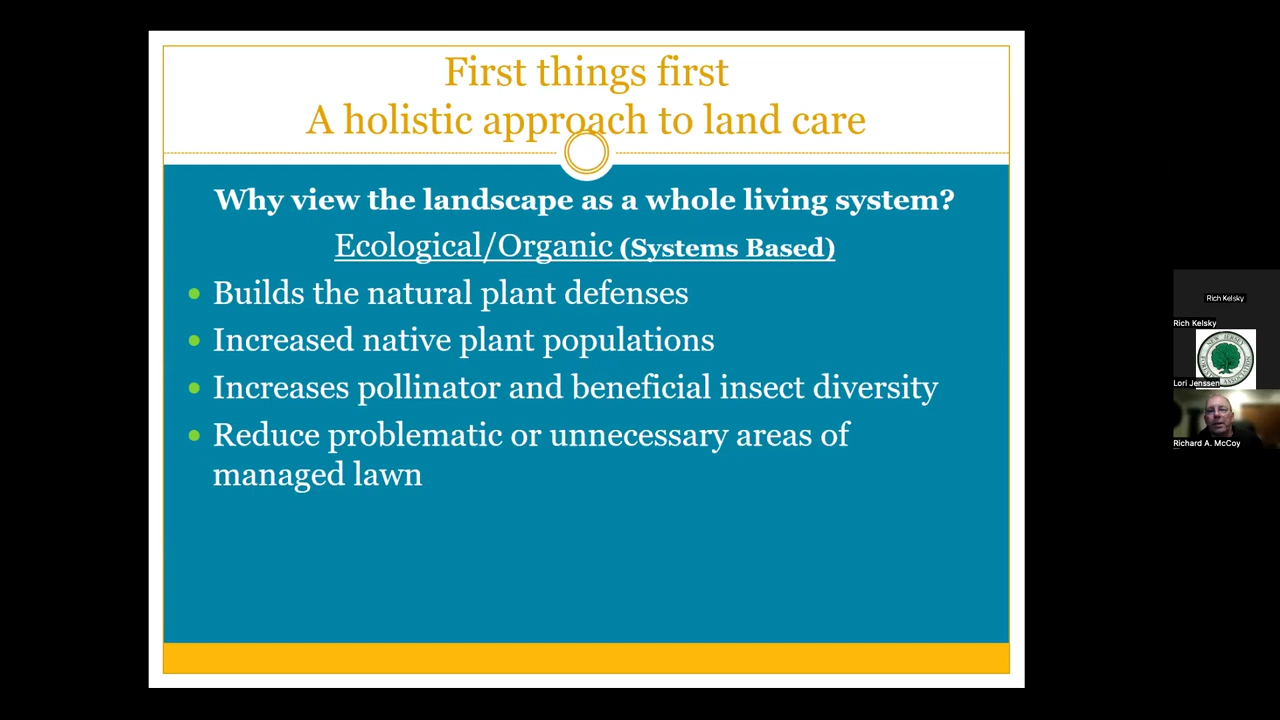 First things first
A holistic approach to land care
Why view the landscape as a whole living system?
Ecological/Organic (Systems Based)
Builds the natural plant defenses
Increased native plant populations
Increases pollinator and beneficial insect diversity
Reduce problematic or unnecessary areas of
managed lawn
Rich Kelsky
Rich Kelsky
Lori Jenssen
Richard A. McCoy